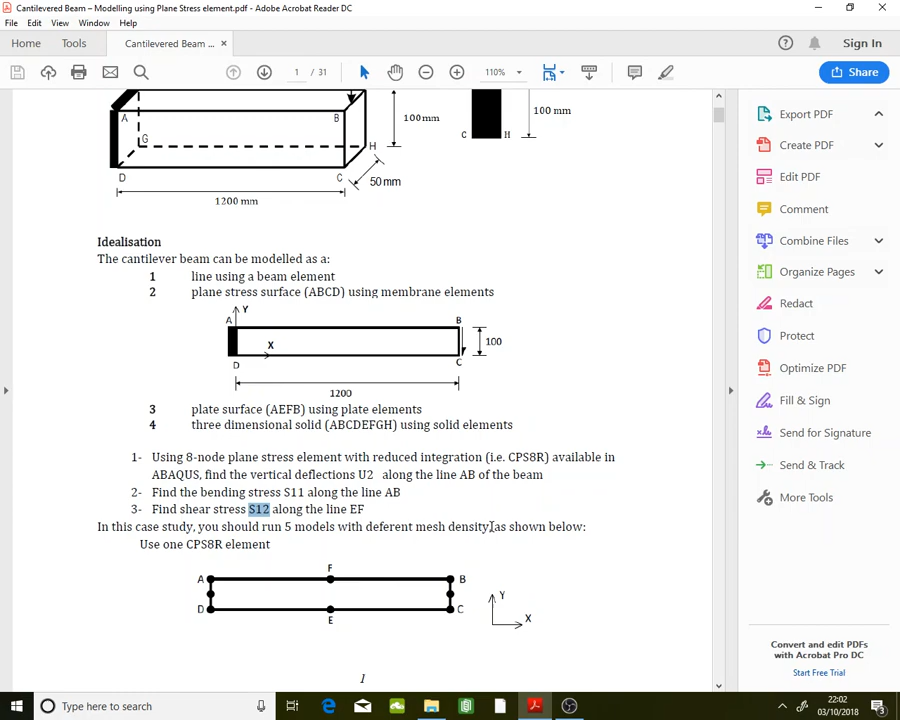 Cantilevered Beam – Modelling using Plane Stress element.pdf - Adobe Acrobat Reader DC
File Edit View Window Help
Home Tools Cantilevered Beam ... × Sign In
1 / 31 110% Share
A B C H
G H
D C
100mm
100 mm
50mm
1200 mm
Idealisation
The cantilever beam can be modelled as a:
1 line using a beam element
2 plane stress surface (ABCD) using membrane elements
A Y B
X 100
D C
1200
3 plate surface (AEFB) using plate elements
4 three dimensional solid (ABCDEFGH) using solid elements
1- Using 8-node plane stress element with reduced integration (i.e. CPS8R) available in
ABAQUS, find the vertical deflections U2 along the line AB of the beam
2- Find the bending stress S11 along the line AB
3- Find shear stress S12 along the line EF
In this case study, you should run 5 models with deferent mesh density, as shown below:
Use one CPS8R element
F
A B
Y
D C X
E
1
Export PDF
Create PDF
Edit PDF
Comment
Combine Files
Organize Pages
Redact
Protect
Optimize PDF
Fill & Sign
Send for Signature
Send & Track
More Tools
Convert and edit PDFs
with Acrobat Pro DC
Start Free Trial
Type here to search
22:02
03/10/2018
3